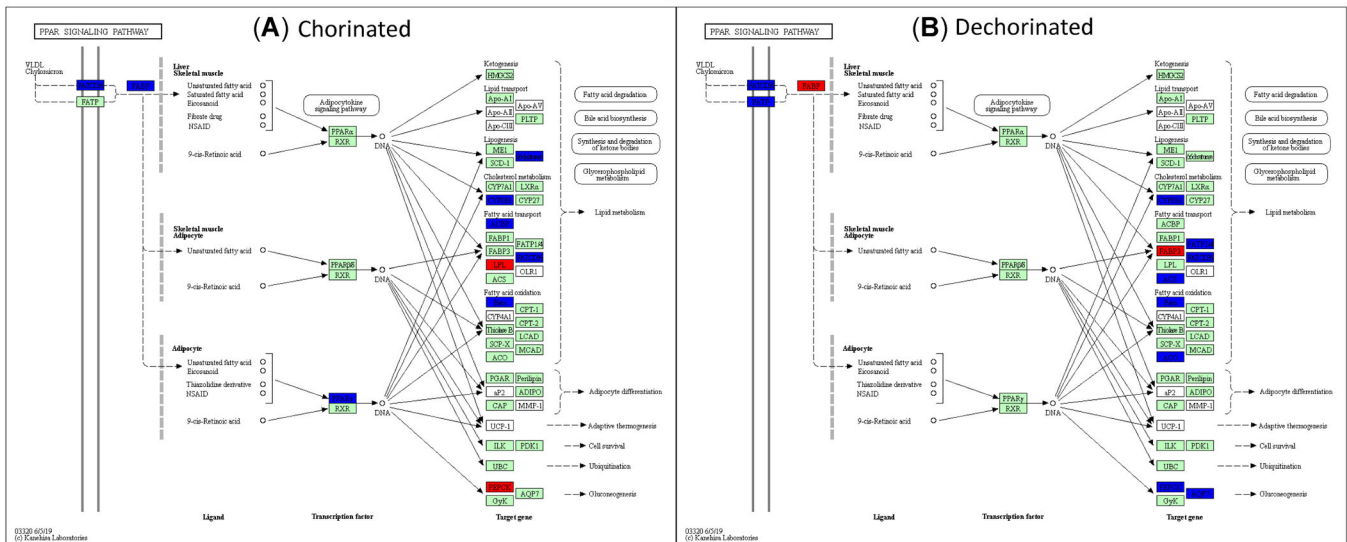 (A) Chorinated
PPAR SIGNALING PATHWAY
VLDL
Chylomicron
FATP
Liver
Skeletal muscle
Unsaturated fatty acid
Saturated fatty acid
Eicosanoid
Fibrate drug
NSAID
9-cis-Retinoic acid
Adipocytokine
signaling pathway
PPARα
RXR
DNA
Ketogenesis
HMGCS2
Lipid transport
Apo-AI
Apo-AII
Apo-AV
Apo-CIII
PLTP
Lipogenesis
ME1
SCD-1
Cholesterol metabolism
CYP7A1
LXRα
CYP27
Fatty acid transport
FABP1
FATP1/4
FABP3
LPL
OLR1
ACS
Fatty acid oxidation
CPT-1
CYP4A1
CPT-2
Thiolase B
LCAD
SCP-X
MCAD
ACO
Fatty acid degradation
Bile acid biosynthesis
Synthesis and degradation
of ketone bodies
Glycerophospholipid
metabolism
Lipid metabolism
Skeletal muscle
Adipocyte
Unsaturated fatty acid
9-cis-Retinoic acid
PPARβδ
RXR
DNA
Adipocyte
Unsaturated fatty acid
Eicosanoid
Thiazolidine derivative
NSAID
9-cis-Retinoic acid
RXR
DNA
PGAR
Perilipin
aP2
ADIPO
CAP
MMP-1
Adipocyte differentiation
UCP-1
Adaptive thermogenesis
ILK
PDK1
Cell survival
UBC
Ubiquitination
PEPCK
AQP7
GyK
Gluconeogenesis
Ligand
Transcription factor
Target gene
03320 6/5/19
(c) Kanehisa Laboratories
(B) Dechorinated
PPAR SIGNALING PATHWAY
VLDL
Chylomicron
FABP
Liver
Skeletal muscle
Unsaturated fatty acid
Saturated fatty acid
Eicosanoid
Fibrate drug
NSAID
9-cis-Retinoic acid
Adipocytokine
signaling pathway
PPARα
RXR
DNA
Ketogenesis
HMGCS2
Lipid transport
Apo-AI
Apo-AII
Apo-AV
Apo-CIII
PLTP
Lipogenesis
ME1
SCD-1
Cholesterol metabolism
CYP7A1
LXRα
CYP27
Fatty acid transport
ACBP
FABP1
FABP3
LPL
OLR1
Fatty acid oxidation
CPT-1
CYP4A1
CPT-2
Thiolase B
LCAD
SCP-X
MCAD
Fatty acid degradation
Bile acid biosynthesis
Synthesis and degradation
of ketone bodies
Glycerophospholipid
metabolism
Lipid metabolism
Skeletal muscle
Adipocyte
Unsaturated fatty acid
9-cis-Retinoic acid
PPARβδ
RXR
DNA
Adipocyte
Unsaturated fatty acid
Eicosanoid
Thiazolidine derivative
NSAID
9-cis-Retinoic acid
PPARγ
RXR
DNA
PGAR
Perilipin
aP2
ADIPO
CAP
MMP-1
Adipocyte differentiation
UCP-1
Adaptive thermogenesis
ILK
PDK1
Cell survival
UBC
Ubiquitination
GyK
Gluconeogenesis
Ligand
Transcription factor
Target gene
03320 6/5/19
(c) Kanehisa Laboratories